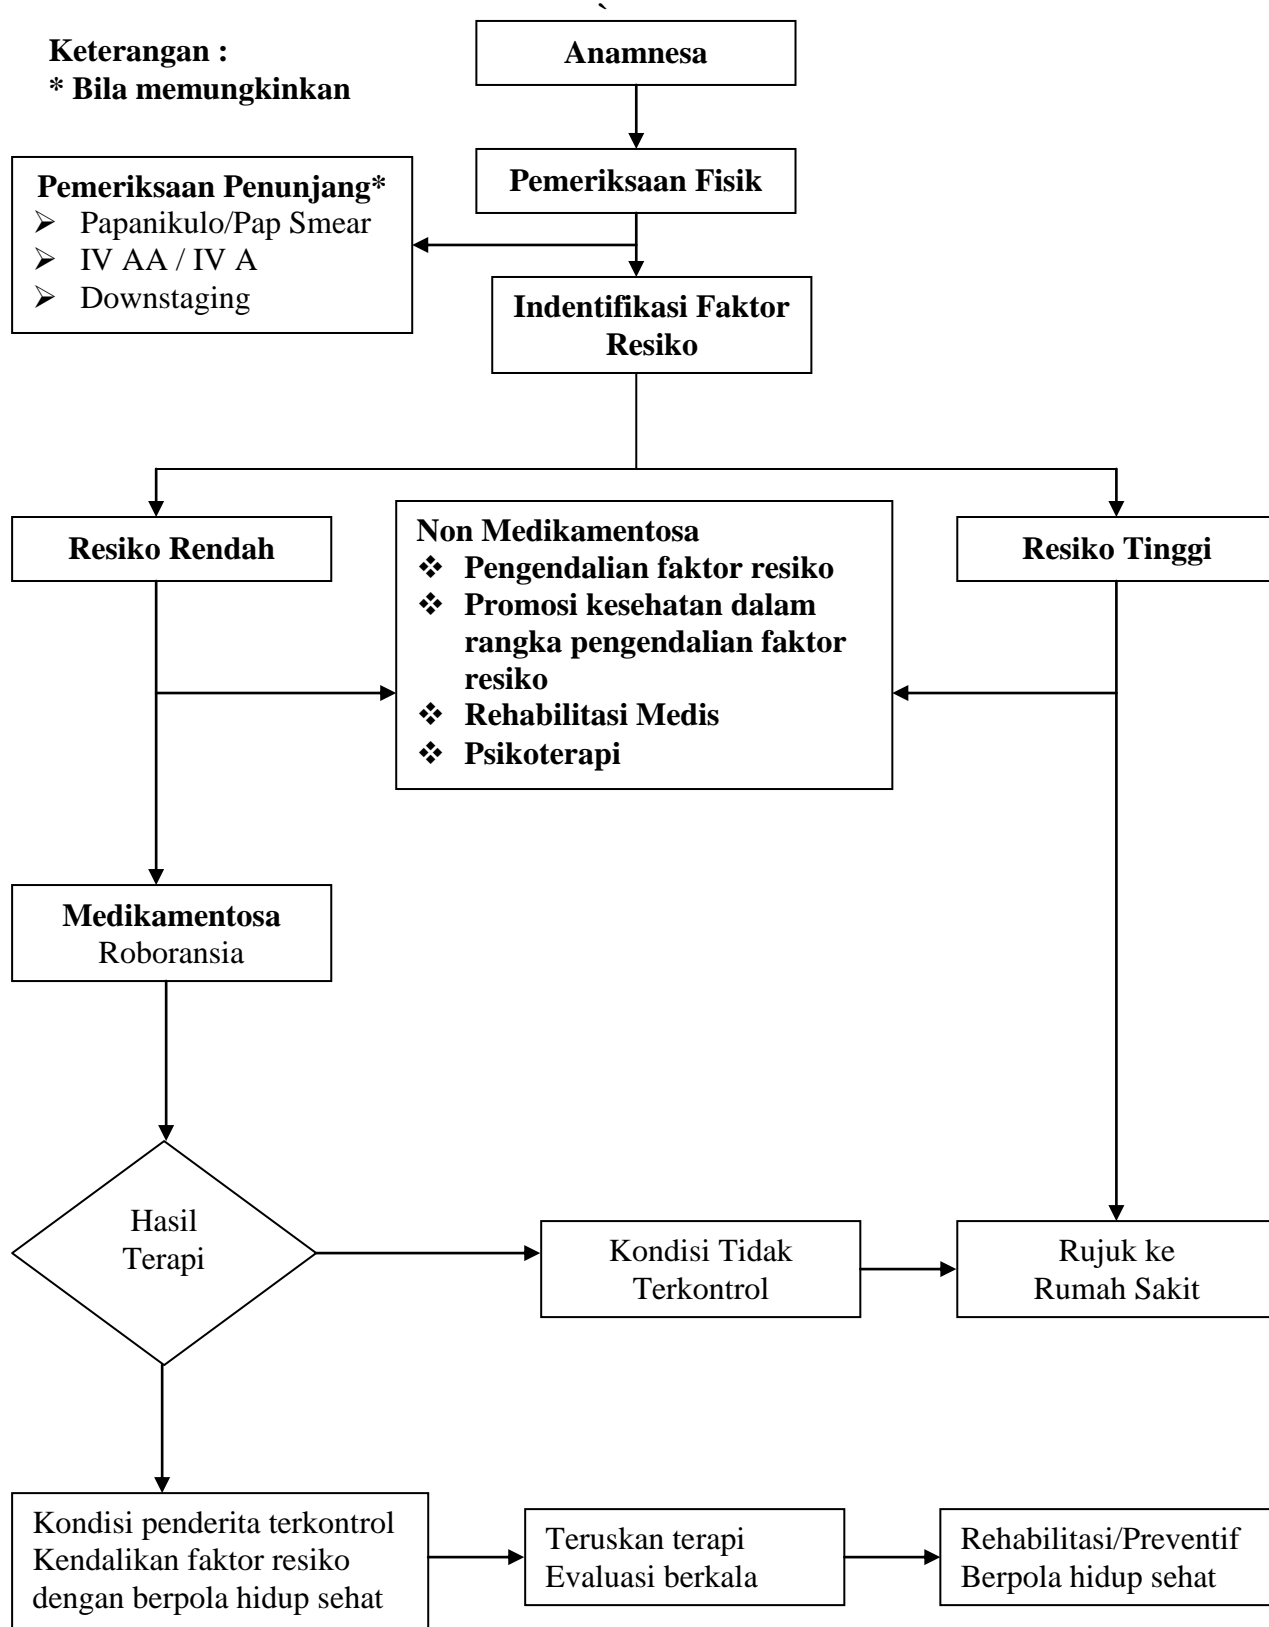 `
Keterangan :
* Bila memungkinkan
Anamnesa
Pemeriksaan Fisik
Pemeriksaan Penunjang*
➢ Papanikulo/Pap Smear
➢ IV AA / IV A
➢ Downstaging
Indentifikasi Faktor
Resiko
Resiko Rendah
Non Medikamentosa
❖ Pengendalian faktor resiko
❖ Promosi kesehatan dalam
rangka pengendalian faktor
resiko
❖ Rehabilitasi Medis
❖ Psikoterapi
Resiko Tinggi
Medikamentosa
Roboransia
Hasil
Terapi
Kondisi Tidak
Terkontrol
Rujuk ke
Rumah Sakit
Kondisi penderita terkontrol
Kendalikan faktor resiko
dengan berpola hidup sehat
Teruskan terapi
Evaluasi berkala
Rehabilitasi/Preventif
Berpola hidup sehat